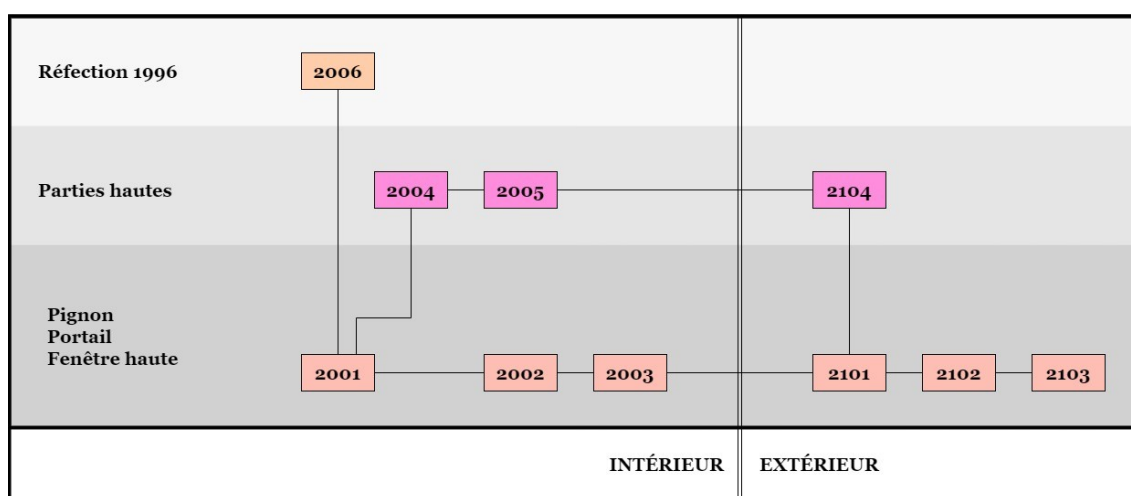 Réfection 1996
2006
Parties hautes
2004
2005
2104
Pignon
Portail
Fenêtre haute
2001
2002
2003
2101
2102
2103
INTÉRIEUR
EXTÉRIEUR